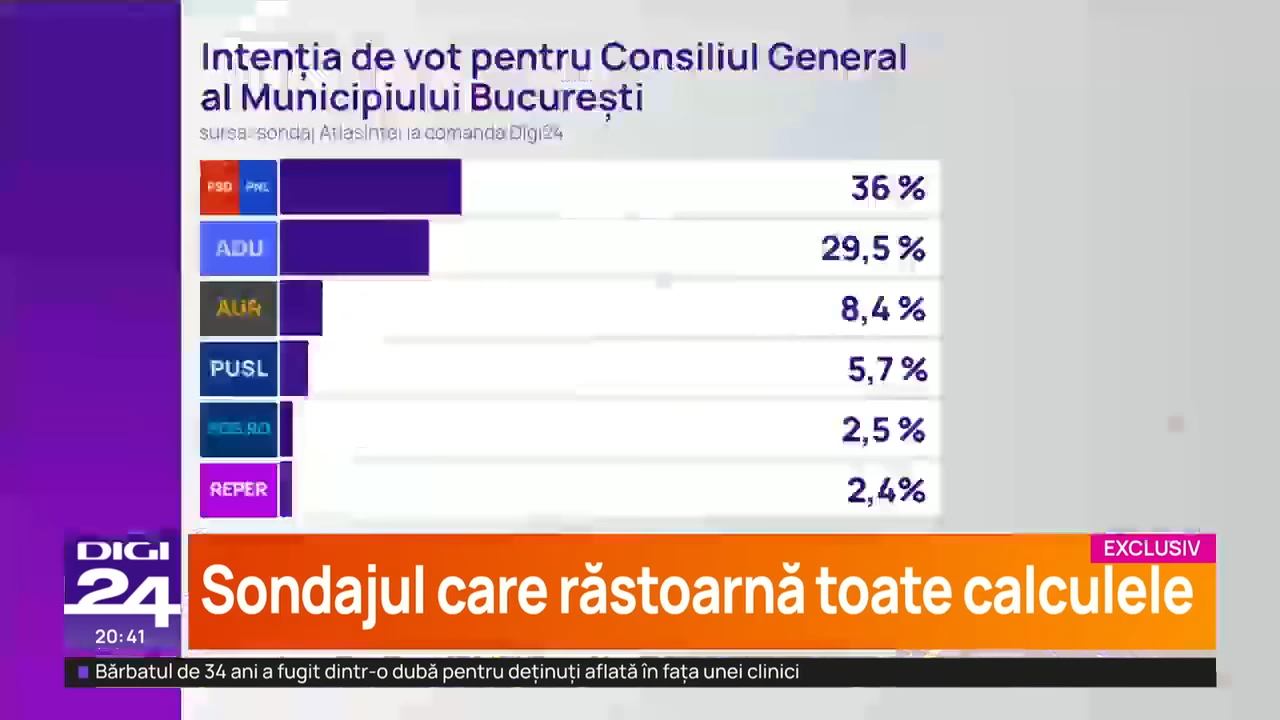 Intenția de vot pentru Consiliul General
al Municipiului București
sursa: sondaj AtlasIntel la comanda Digi24
PSD PNL 36 %
ADU 29,5 %
AUR 8,4 %
PUSL 5,7 %
2,5 %
REPER 2,4%
EXCLUSIV
DIGI
24
Sondajul care răstoarnă toate calculele
20:41
Bărbatul de 34 ani a fugit dintr-o dubă pentru deținuți aflată în fața unei clinici